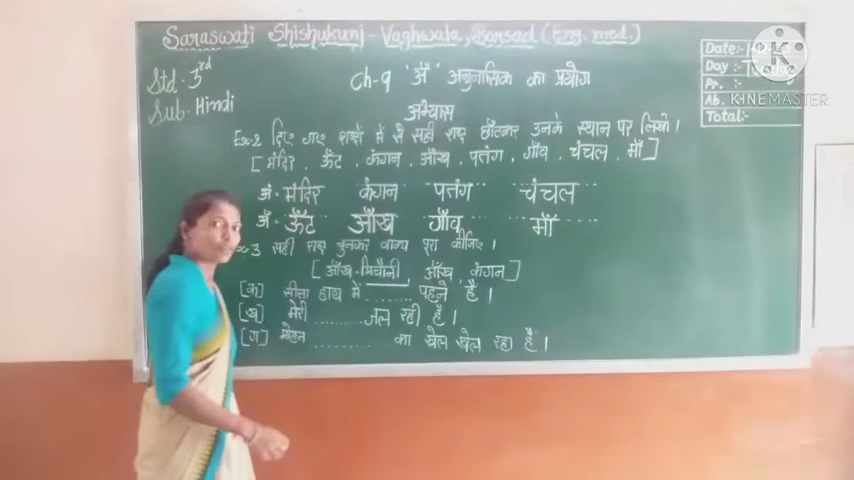 Saraswati Shishukunj - Vaghwala, Borsad (Eng. med.)
Std - 3rd
Sub. Hindi
Date:-
Day :-
Pr. :-
Ab.
Total:-
KINEMASTER
Ch-9 'अँ' अनुनासिक का प्रयोग
अभ्यास
Ex-2 दिए गए शब्दों में से सही शब्द छाँटकर उनके स्थान पर लिखो।
[मंदिर, ऊँट, कंगन, आँख, पतंग, गाँव, चंचल, माँ]
अं- मंदिर कंगन पतंग चंचल
अँ- ऊँट आँख गाँव माँ
3 सही शब्द चुनकर वाक्य पूरा कीजिए।
[आँख-मिचौनी, आँख, कंगन]
[क] सीता हाथ में ........ पहने है।
[ख] मेरी ........ जल रही है।
[ग] मोहन ........ का खेल खेल रहा है।